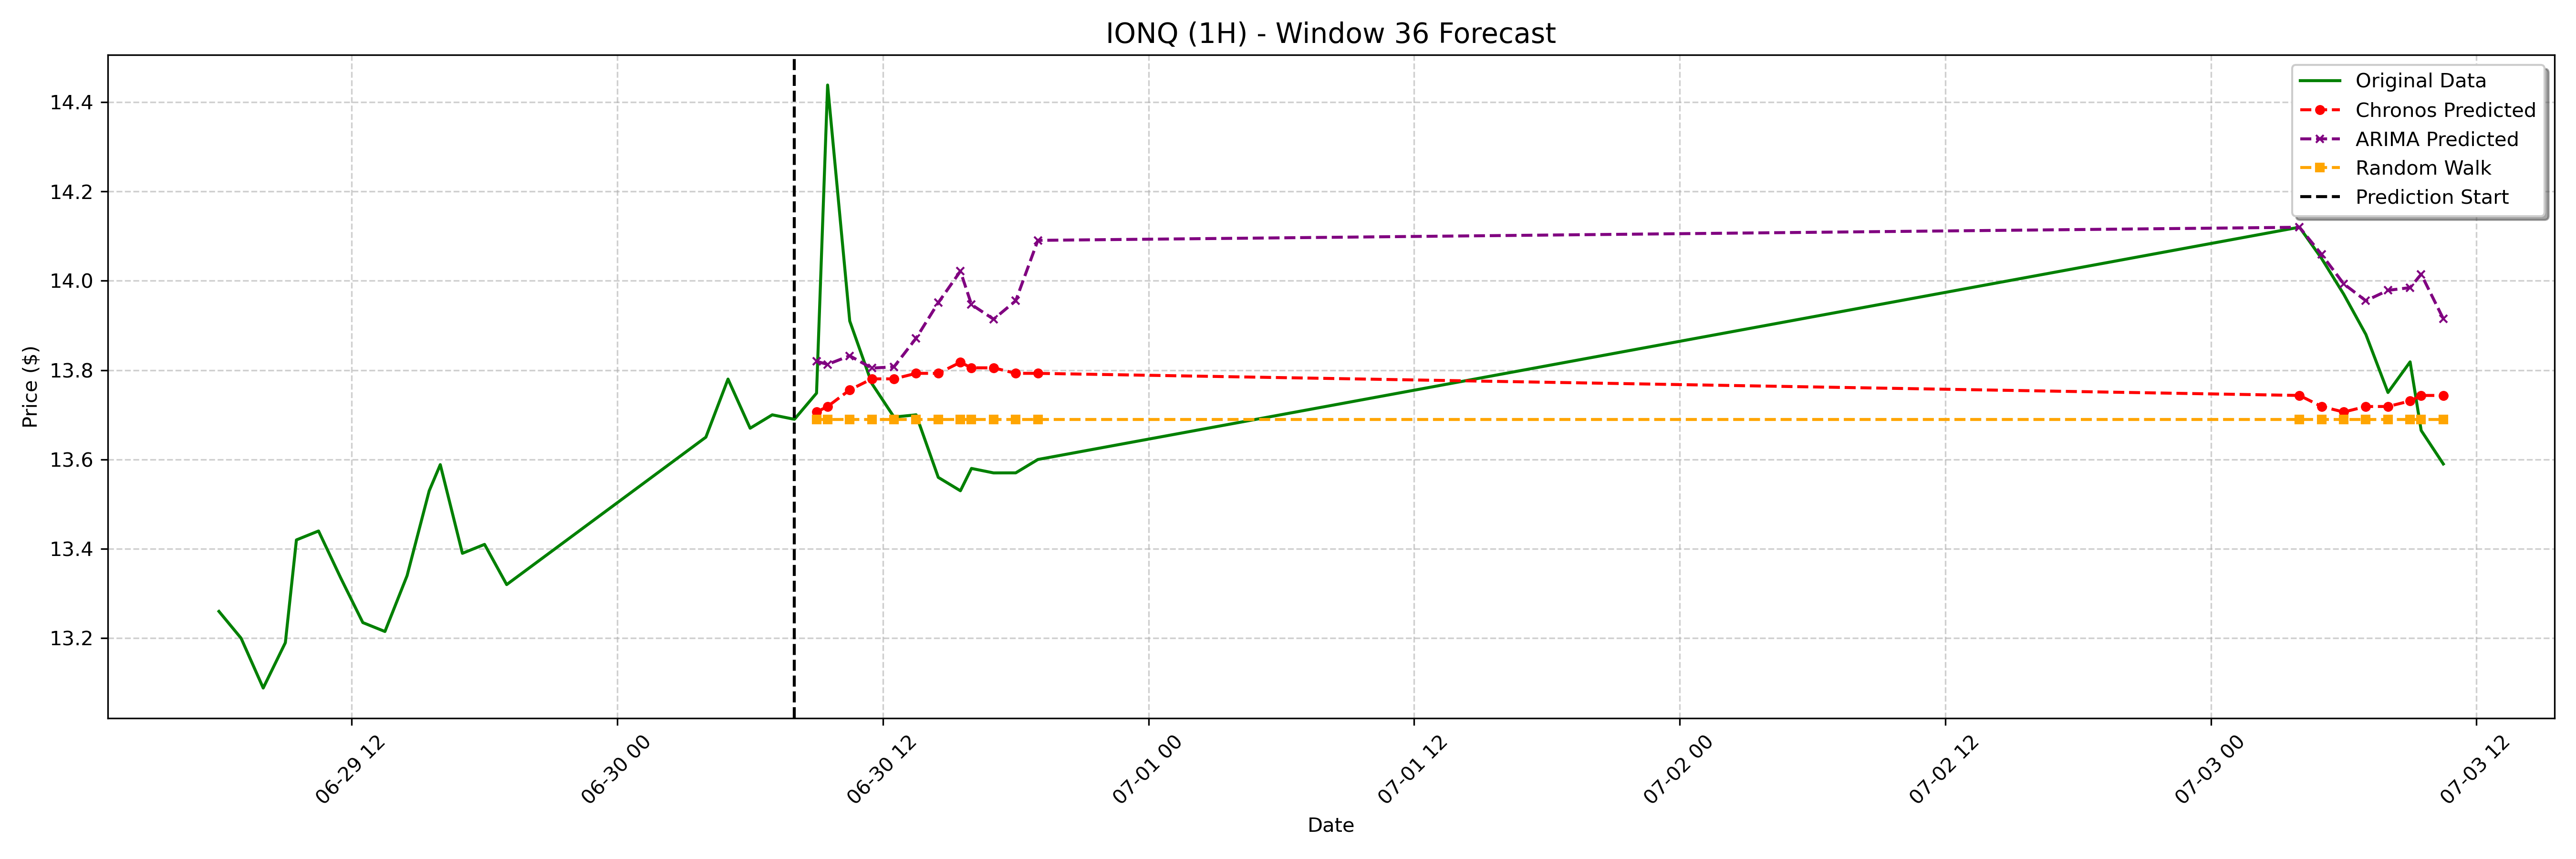 IONQ (1H) - Window 36 Forecast
Original Data
Chronos Predicted
ARIMA Predicted
Random Walk
Prediction Start
Price ($)
14.4
14.2
14.0
13.8
13.6
13.4
13.2
06-29 12
06-30 00
06-30 12
07-01 00
07-01 12
07-02 00
07-02 12
07-03 00
07-03 12
Date